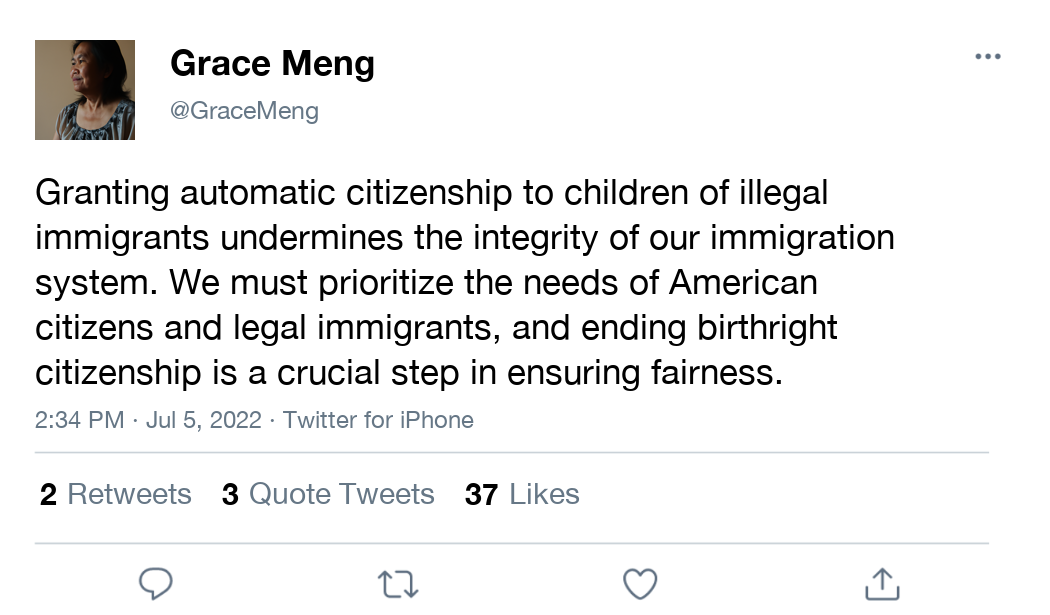 Grace Meng
@GraceMeng
Granting automatic citizenship to children of illegal
immigrants undermines the integrity of our immigration
system. We must prioritize the needs of American
citizens and legal immigrants, and ending birthright
citizenship is a crucial step in ensuring fairness.
2:34 PM · Jul 5, 2022 · Twitter for iPhone
2 Retweets 3 Quote Tweets 37 Likes